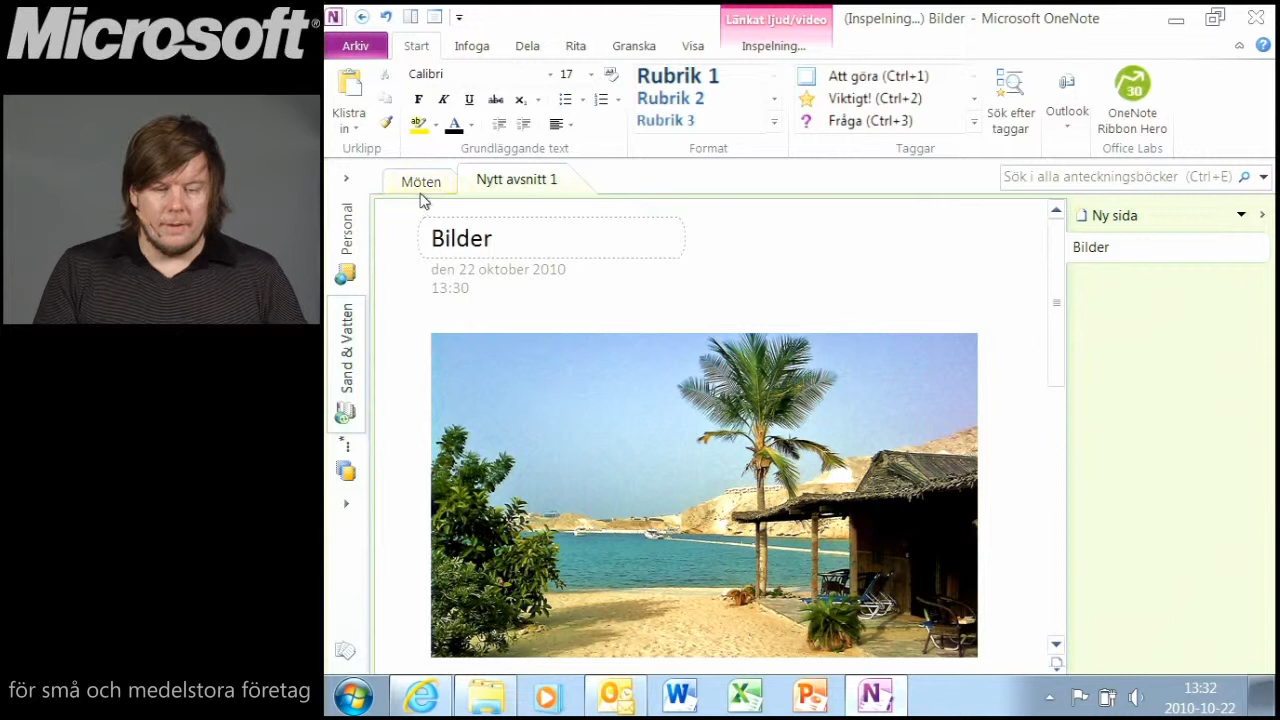 Microsoft®
för små och medelstora företag
Länkat ljud/video
(Inspelning...) Bilder - Microsoft OneNote
Arkiv Start Infoga Dela Rita Granska Visa Inspelning...
Klistra in
Urklipp
Calibri 17
F K U abc x₂
ab A
Grundläggande text
Rubrik 1
Rubrik 2
Rubrik 3
Format
Att göra (Ctrl+1)
Viktigt! (Ctrl+2)
? Fråga (Ctrl+3)
Taggar
Sök efter taggar
Outlook
30
OneNote
Ribbon Hero
Office Labs
Möten
Nytt avsnitt 1
Sök i alla anteckningsböcker (Ctrl+E)
Personal
Sand & Vatten
Bilder
den 22 oktober 2010
13:30
Ny sida
Bilder
13:32
2010-10-22